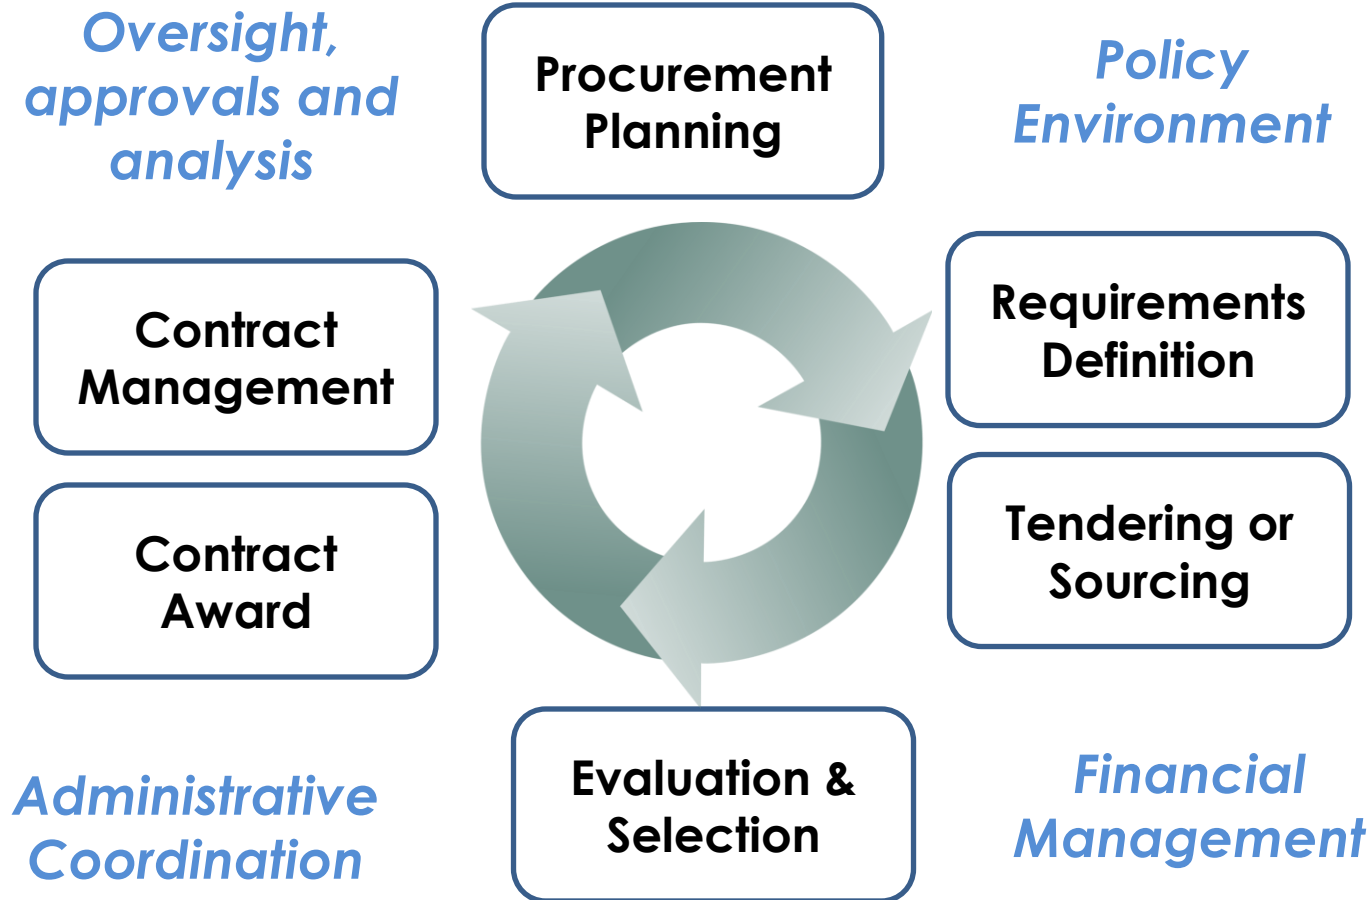 Oversight,
approvals and
analysis
Procurement
Planning
Policy
Environment
Contract
Management
Requirements
Definition
Contract
Award
Tendering or
Sourcing
Administrative
Coordination
Evaluation &
Selection
Financial
Management